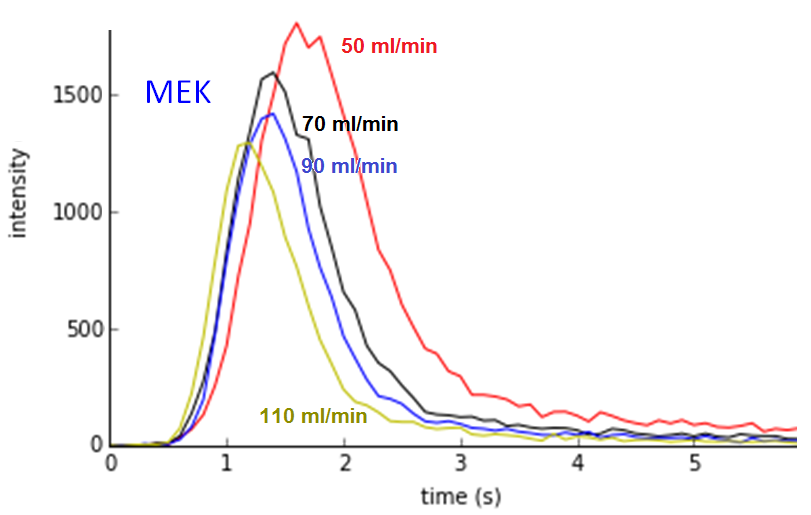 MEK
50 ml/min
70 ml/min
90 ml/min
110 ml/min
intensity
1500
1000
500
0
0 1 2 3 4 5
time (s)